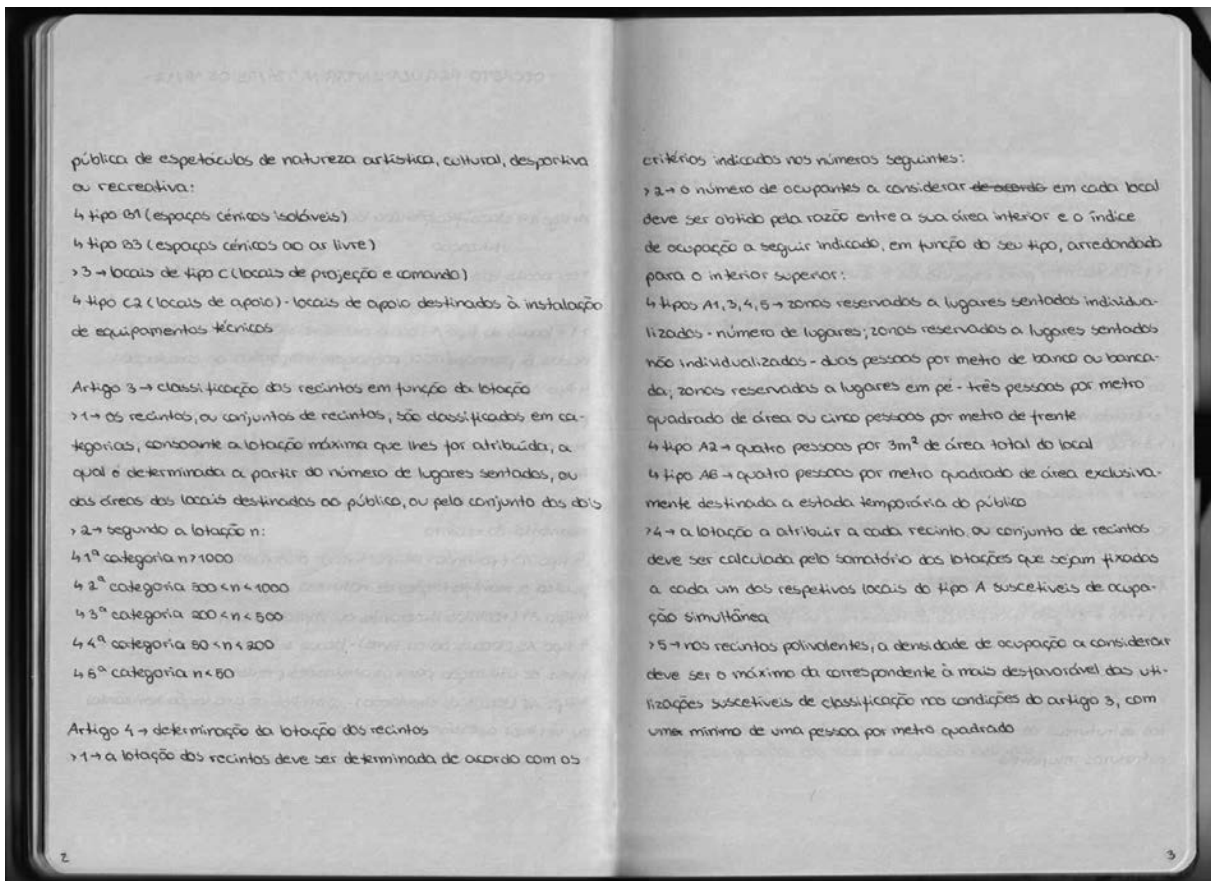 pública de espetáculos de natureza artística, cultural, desportiva
ou recreativa:
↳ tipo B1 (espaços cénicos isoláveis)
↳ tipo B3 (espaços cénicos ao ar livre)
>3→ locais de tipo C (locais de projeção e comando)
↳ tipo C2 (locais de apoio) - locais de apoio destinados à instalação
de equipamentos técnicos
Artigo 3 → classificação dos recintos em função da lotação
>1→ os recintos, ou conjuntos de recintos, são classificados em ca-
tegorias, consoante a lotação máxima que lhes for atribuída, a
qual é determinada a partir do número de lugares sentados, ou
das áreas dos locais destinados ao público, ou pelo conjunto dos dois
>2→ segundo a lotação n:
↳ 1ª categoria n>1000
↳ 2ª categoria 500<n<1000
↳ 3ª categoria 200<n<500
↳ 4ª categoria 50<n<200
↳ 5ª categoria n<50
Artigo 4 → determinação da lotação dos recintos
>1→ a lotação dos recintos deve ser determinada de acordo com os
2
critérios indicados nos números seguintes:
>2→ o número de ocupantes a considerar de acordo em cada local
deve ser obtido pela razão entre a sua área interior e o índice
de ocupação a seguir indicado, em função do seu tipo, arredondado
para o interior superior:
↳ tipos A1, 3, 4, 5 → zonas reservadas a lugares sentados individua-
lizados - número de lugares; zonas reservadas a lugares sentados
não individualizados - duas pessoas por metro de banco ou banca-
da; zonas reservadas a lugares em pé - três pessoas por metro
quadrado de área ou cinco pessoas por metro de frente
↳ tipo A2 → quatro pessoas por 3m² de área total do local
↳ tipo A6 → quatro pessoas por metro quadrado de área exclusiva-
mente destinada a estada temporária do público
>4→ a lotação a atribuir a cada recinto ou conjunto de recintos
deve ser calculada pelo somatório das lotações que sejam fixadas
a cada um dos respetivos locais do tipo A suscetíveis de ocupa-
ção simultânea
>5→ nos recintos polivalentes, a densidade de ocupação a considerar
deve ser o máximo da correspondente à mais desfavorável das uti-
lizações suscetíveis de classificação nas condições do artigo 3, com
um mínimo de uma pessoa por metro quadrado
3